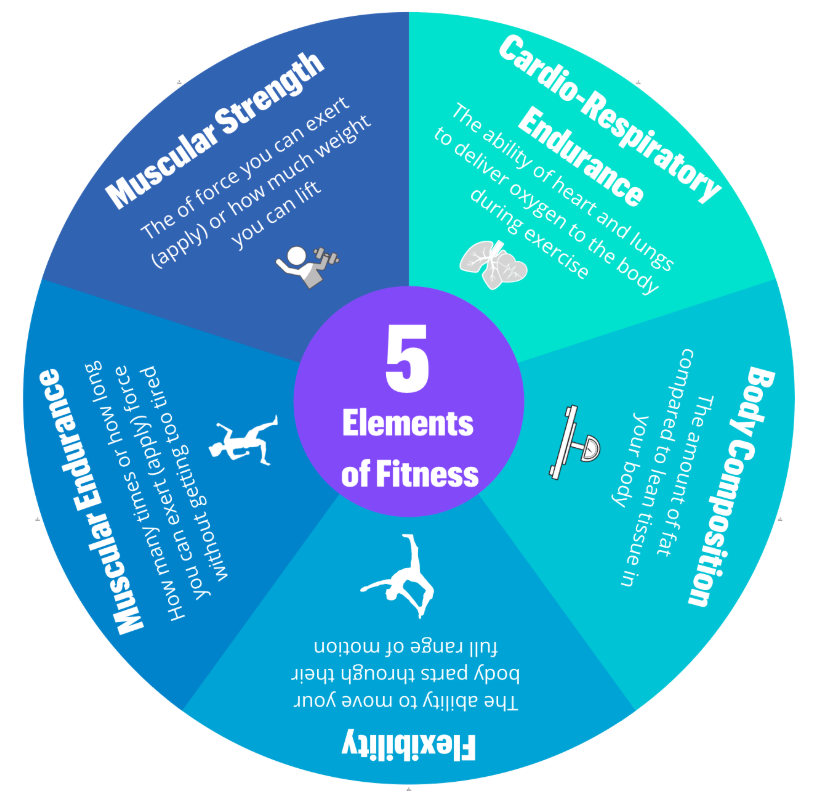 5
Elements
of Fitness
Cardio-Respiratory
Endurance
The ability of heart and lungs
to deliver oxygen to the body
during exercise
Body Composition
The amount of fat
compared to lean tissue in
your body
Flexibility
The ability to move your
body parts through their
full range of motion
Muscular Endurance
How many times or how long
you can exert (apply) force
without getting too tired
Muscular Strength
The of force you can exert
(apply) or how much weight
you can lift